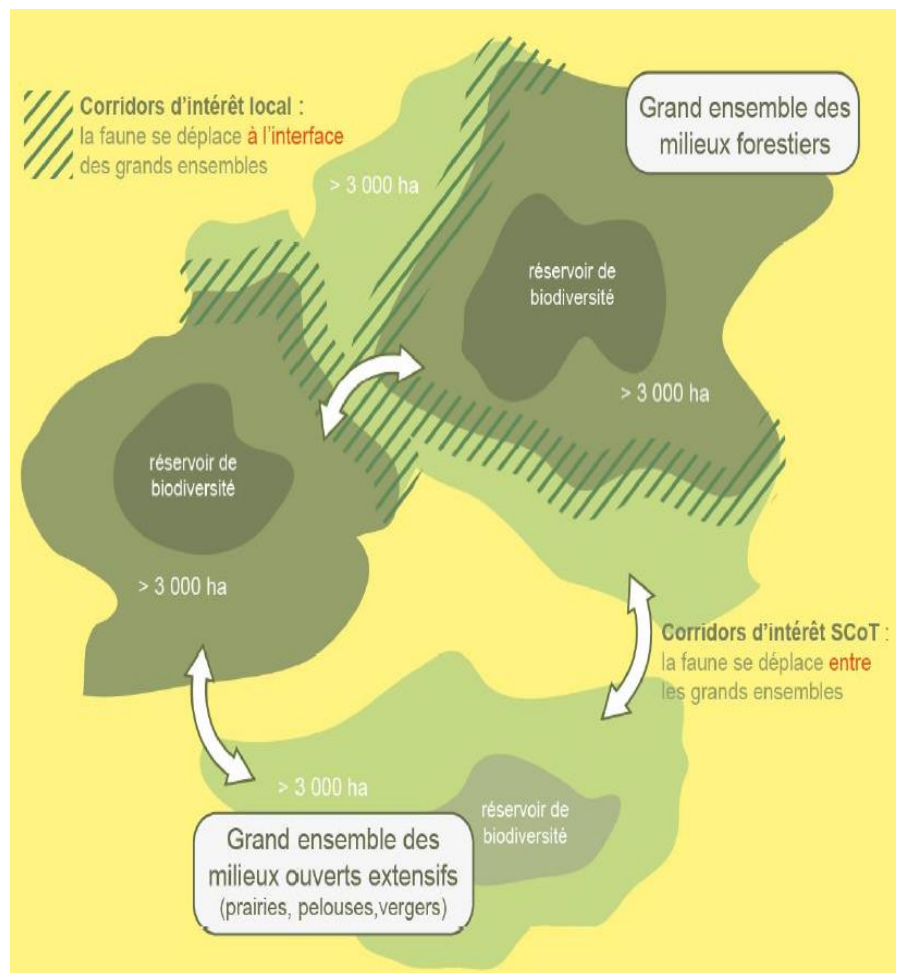 Corridors d'intérêt local :
la faune se déplace à l'interface
des grands ensembles
Grand ensemble des
milieux forestiers
> 3 000 ha
réservoir de
biodiversité
> 3 000 ha
réservoir de
biodiversité
> 3 000 ha
Corridors d'intérêt SCoT :
la faune se déplace entre
les grands ensembles
> 3 000 ha
réservoir de
biodiversité
Grand ensemble des
milieux ouverts extensifs
(prairies, pelouses,vergers)